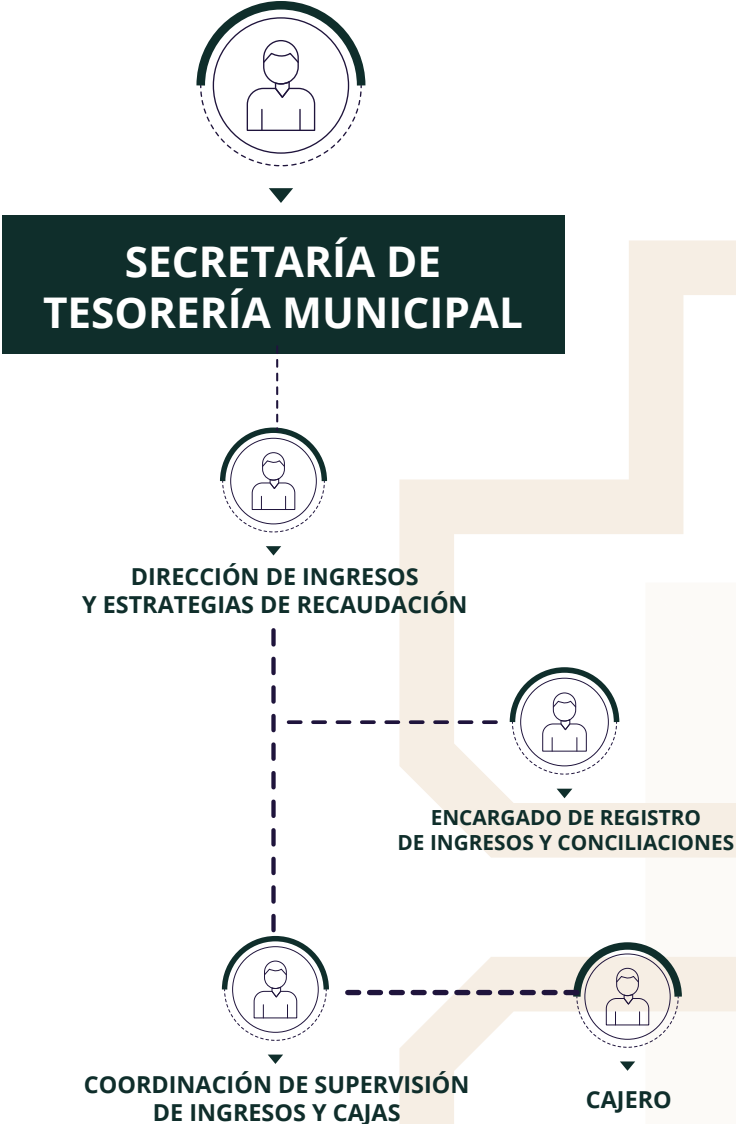 SECRETARÍA DE
TESORERÍA MUNICIPAL
DIRECCIÓN DE INGRESOS
Y ESTRATEGIAS DE RECAUDACIÓN
ENCARGADO DE REGISTRO
DE INGRESOS Y CONCILIACIONES
COORDINACIÓN DE SUPERVISIÓN
DE INGRESOS Y CAJAS
CAJERO